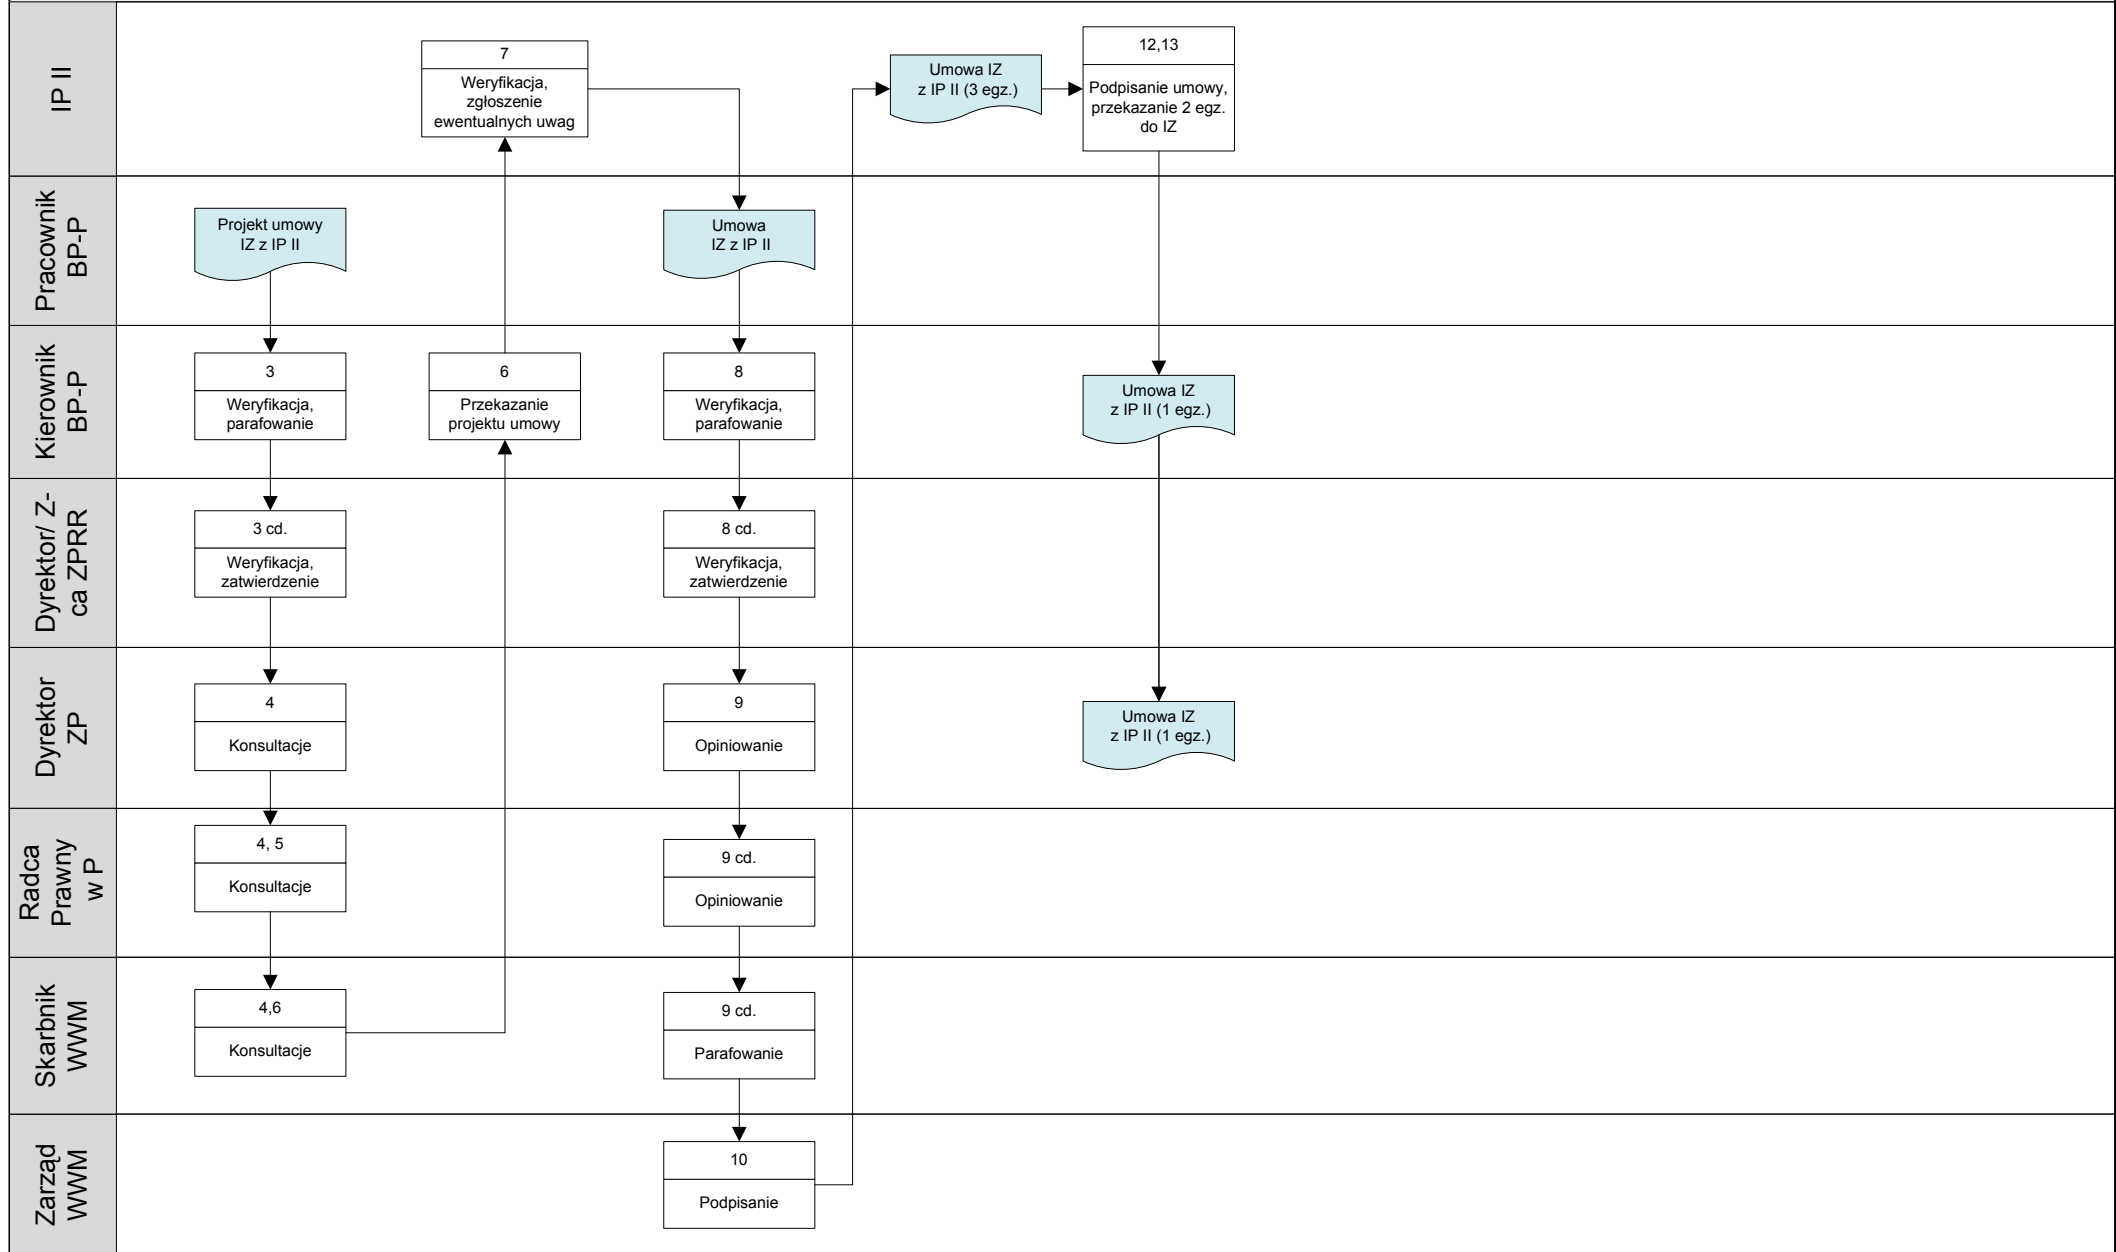 IP II
7
Weryfikacja,
zgłoszenie
ewentualnych uwag
Umowa IZ
z IP II (3 egz.)
12,13
Podpisanie umowy,
przekazanie 2 egz.
do IZ
Pracownik
BP-P
Projekt umowy
IZ z IP II
Umowa
IZ z IP II
Kierownik
BP-P
3
Weryfikacja,
parafowanie
6
Przekazanie
projektu umowy
8
Weryfikacja,
parafowanie
Umowa IZ
z IP II (1 egz.)
Dyrektor/ Z-
ca ZPRR
3 cd.
Weryfikacja,
zatwierdzenie
8 cd.
Weryfikacja,
zatwierdzenie
Dyrektor
ZP
4
Konsultacje
9
Opiniowanie
Umowa IZ
z IP II (1 egz.)
Radca
Prawny
w P
4, 5
Konsultacje
9 cd.
Opiniowanie
Skarbnik
WWM
4,6
Konsultacje
9 cd.
Parafowanie
Zarząd
WWM
10
Podpisanie